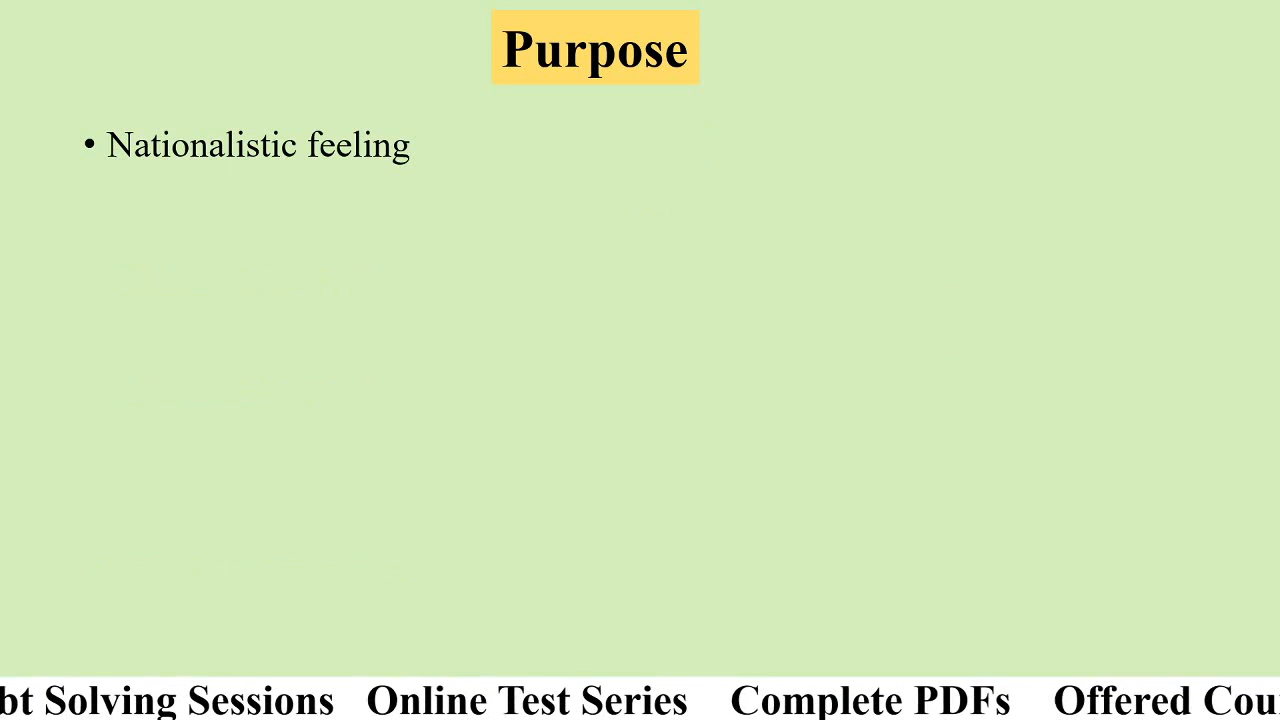 Purpose
• Nationalistic feeling
Solving Sessions Online Test Series Complete PDFs Offered